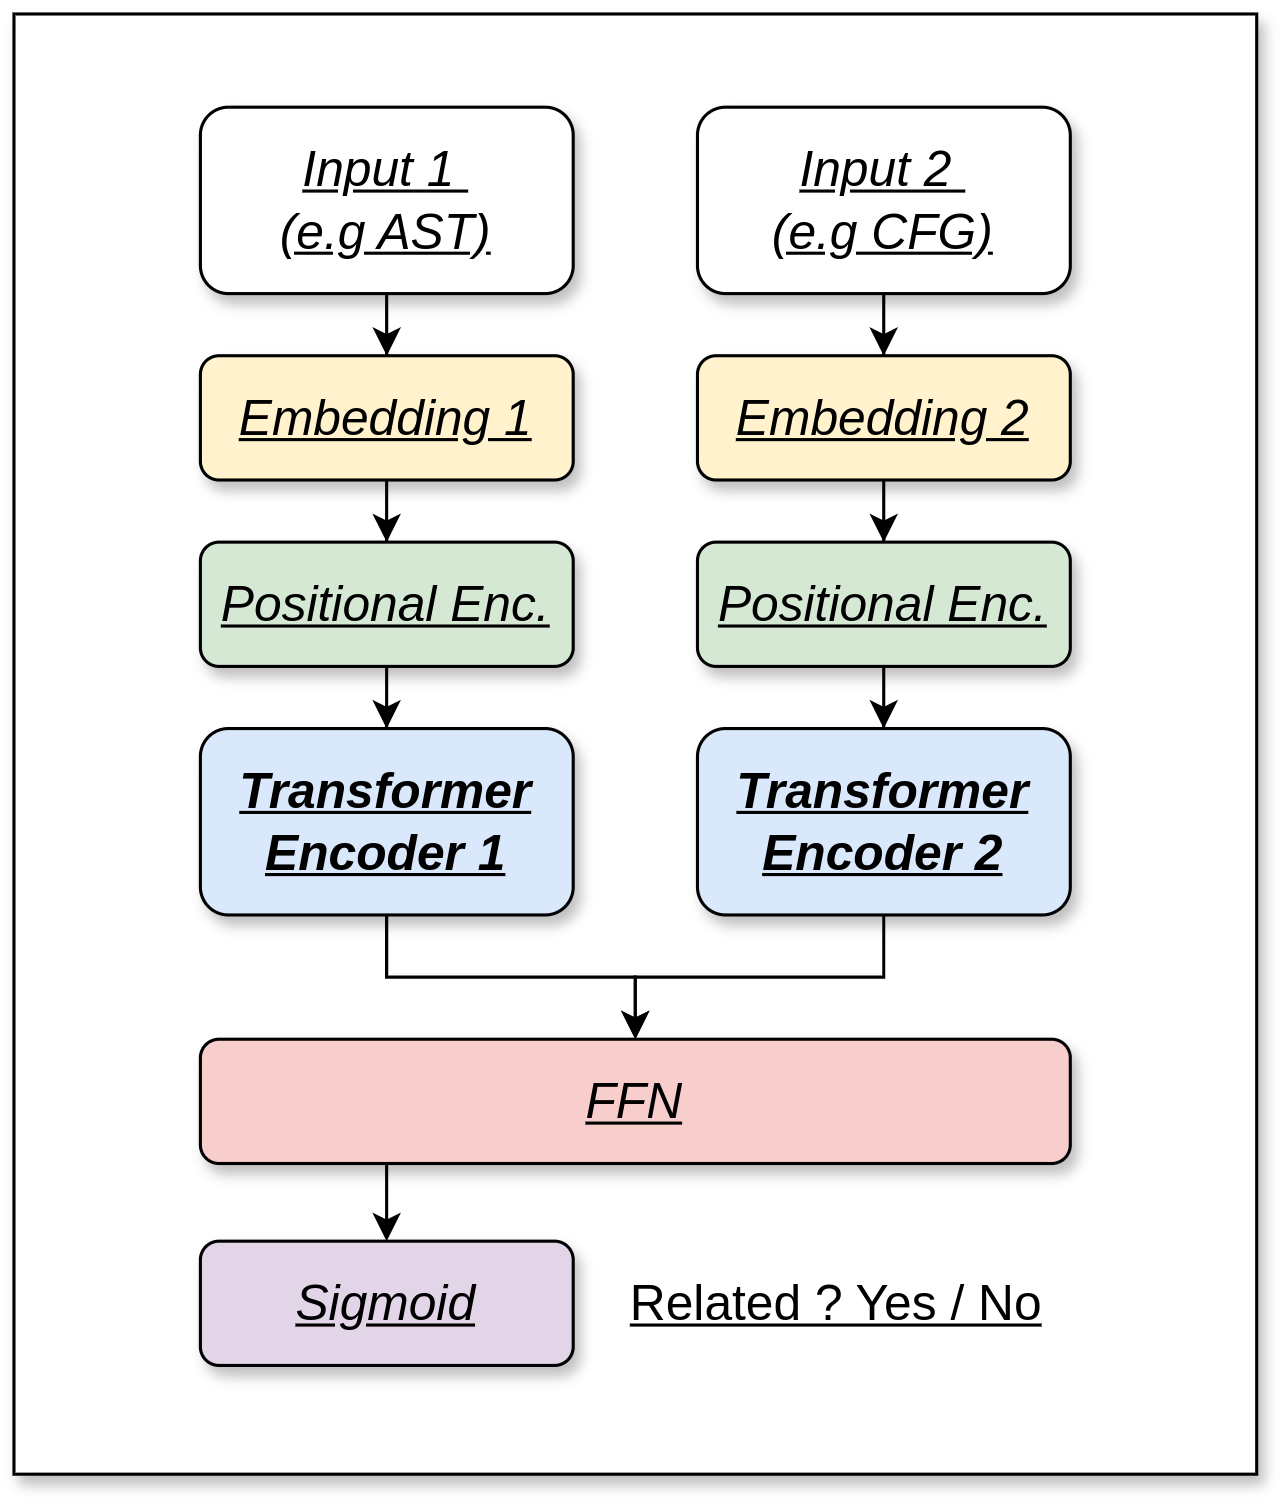 Input 1
(e.g AST)
Input 2
(e.g CFG)
Embedding 1
Embedding 2
Positional Enc.
Positional Enc.
Transformer
Encoder 1
Transformer
Encoder 2
FFN
Sigmoid
Related ? Yes / No